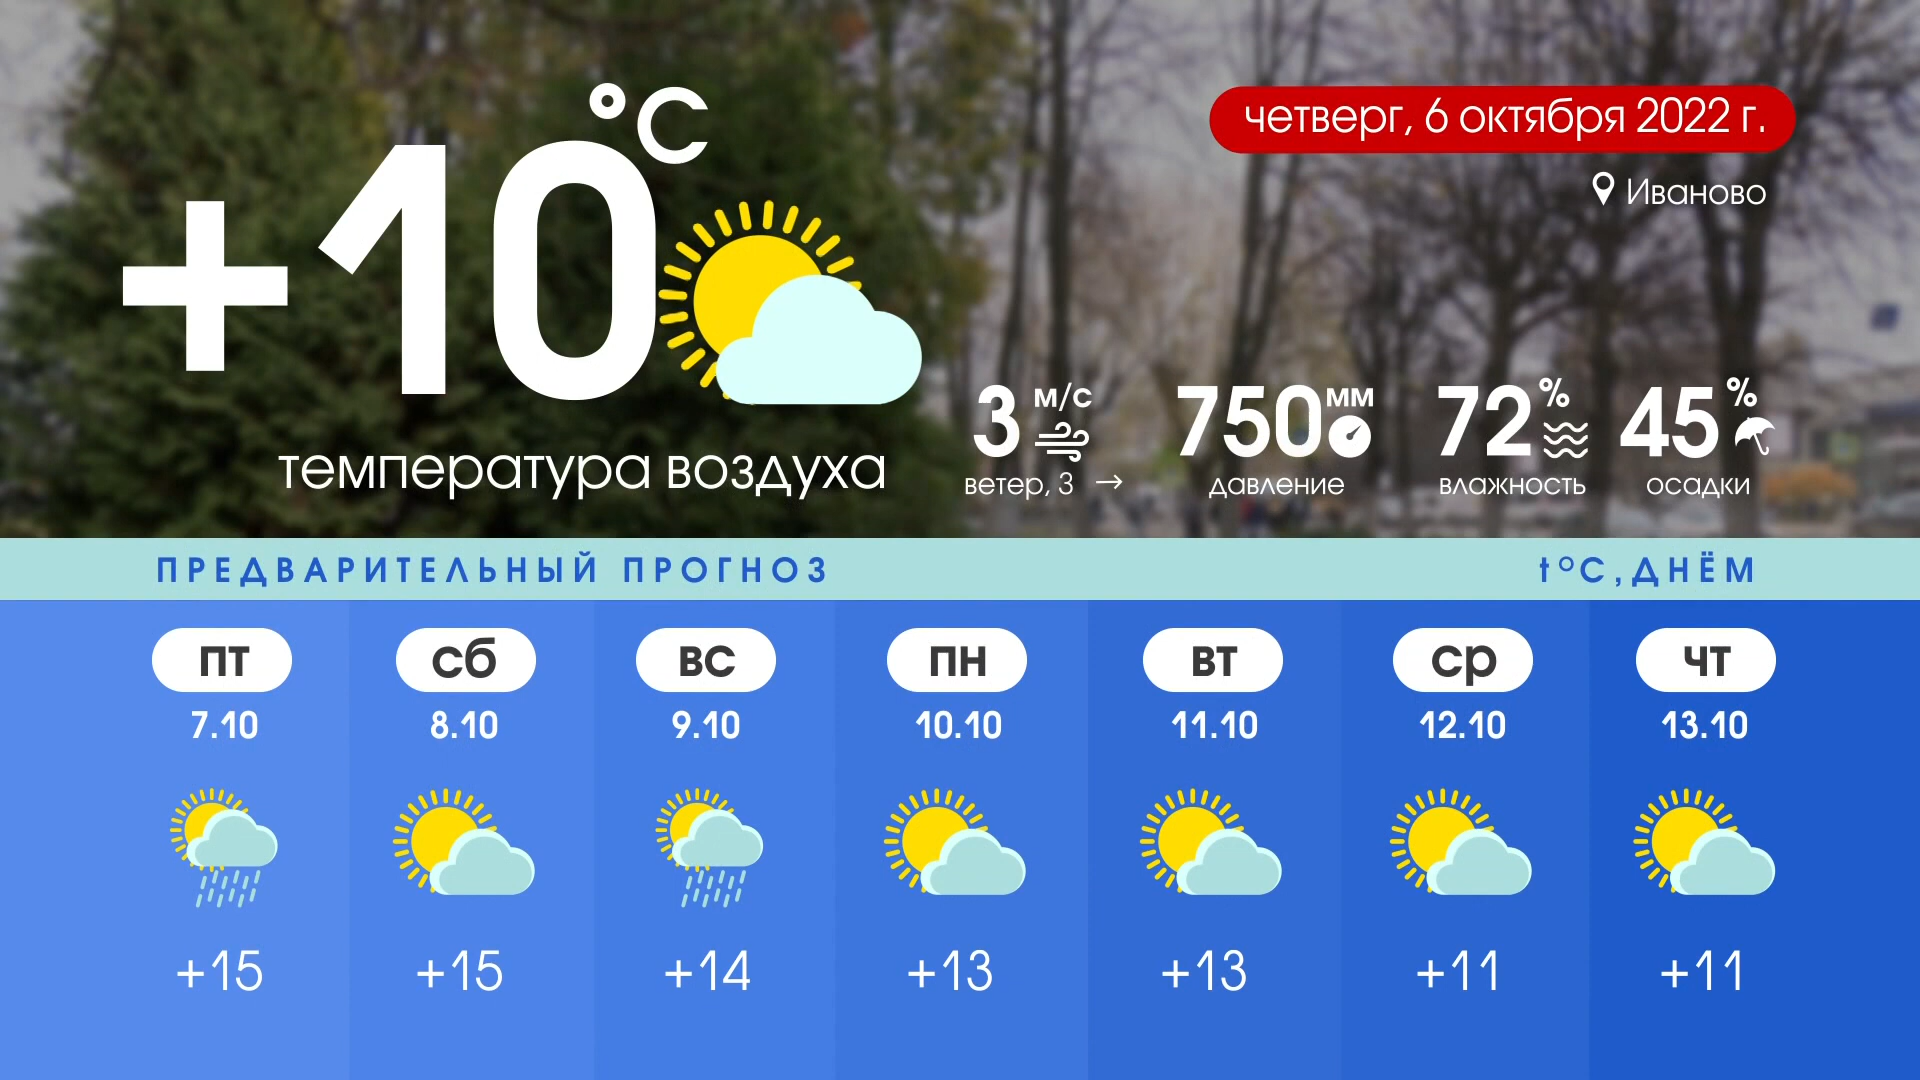 +10 °C
температура воздуха
четверг, 6 октября 2022 г.
Иваново
3 м/с
ветер, З →
750 мм
давление
72 %
влажность
45 %
осадки
ПРЕДВАРИТЕЛЬНЫЙ ПРОГНОЗ
t°C, ДНЁМ
пт сб вс пн вт ср чт
7.10 8.10 9.10 10.10 11.10 12.10 13.10
+15 +15 +14 +13 +13 +11 +11